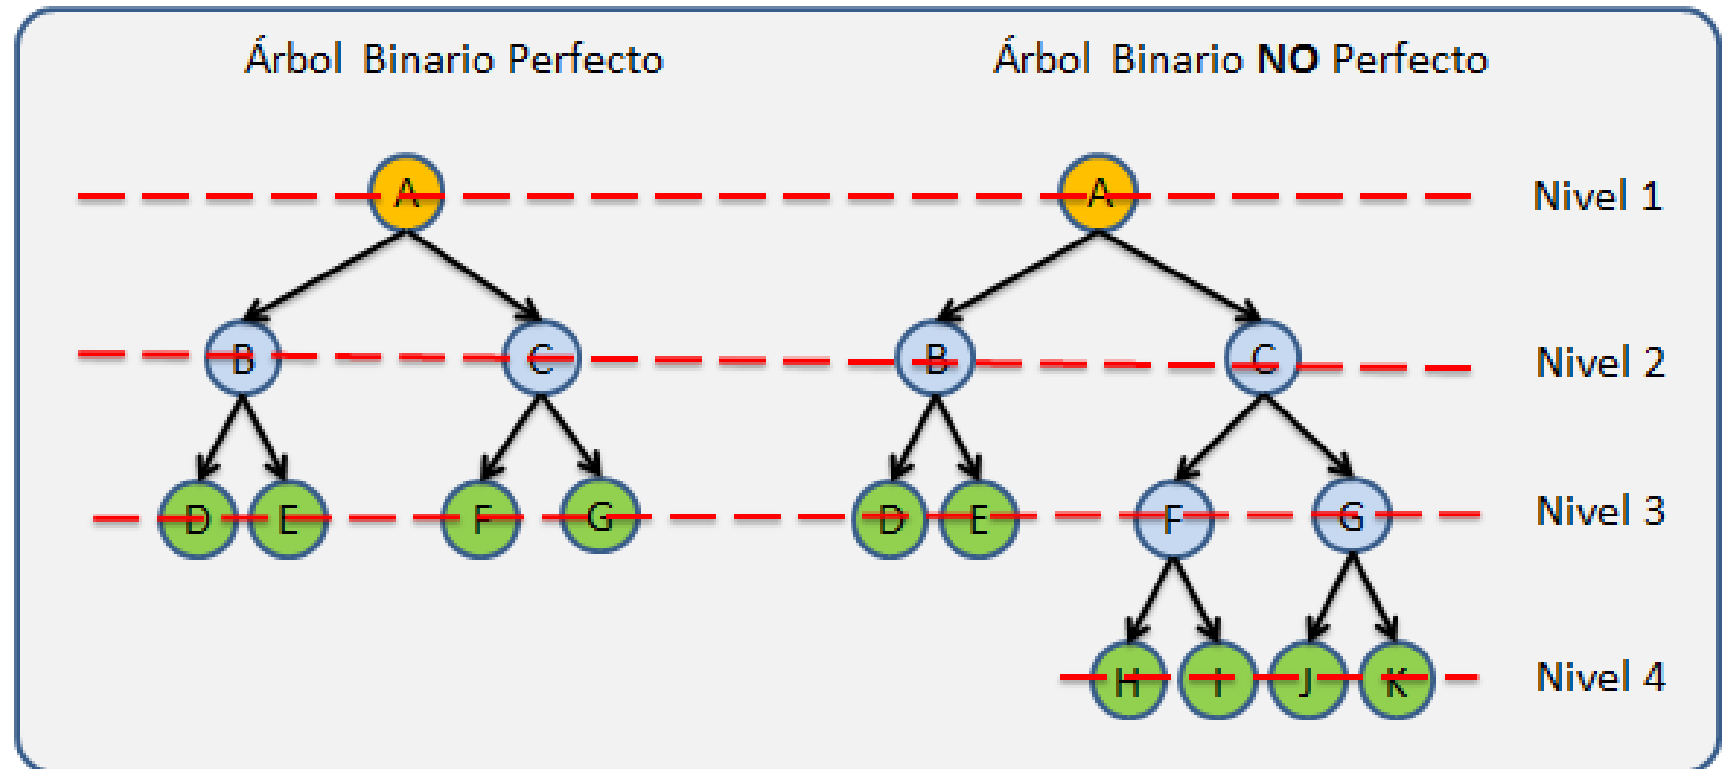 Árbol Binario Perfecto
Árbol Binario NO Perfecto
A A Nivel 1
B C B C Nivel 2
D E F G D E F G Nivel 3
H I J K Nivel 4